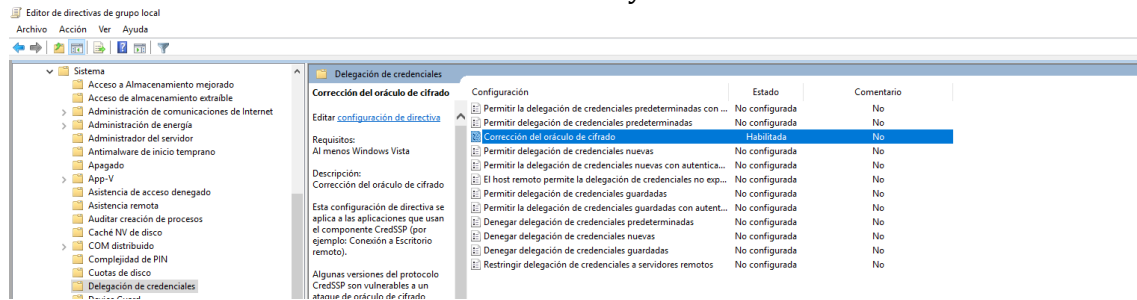 Editor de directivas de grupo local
Archivo Acción Ver Ayuda
Sistema
Acceso a Almacenamiento mejorado
Acceso de almacenamiento extraíble
Administración de comunicaciones de Internet
Administración de energía
Administrador del servidor
Antimalware de inicio temprano
Apagado
App-V
Asistencia de acceso denegado
Asistencia remota
Auditar creación de procesos
Caché NV de disco
COM distribuido
Complejidad de PIN
Cuotas de disco
Delegación de credenciales
Device Guard
Delegación de credenciales
Corrección del oráculo de cifrado
Editar configuración de directiva
Requisitos:
Al menos Windows Vista
Descripción:
Corrección del oráculo de cifrado
Esta configuración de directiva se
aplica a las aplicaciones que usan
el componente CredSSP (por
ejemplo: Conexión a Escritorio
remoto).
Algunas versiones del protocolo
CredSSP son vulnerables a un
ataque de oráculo de cifrado
Configuración Estado Comentario
Permitir la delegación de credenciales predeterminadas con ... No configurada No
Permitir delegación de credenciales predeterminadas No configurada No
Corrección del oráculo de cifrado Habilitada No
Permitir delegación de credenciales nuevas No configurada No
Permitir la delegación de credenciales nuevas con autentica... No configurada No
El host remoto permite la delegación de credenciales no exp... No configurada No
Permitir delegación de credenciales guardadas No configurada No
Permitir la delegación de credenciales guardadas con autent... No configurada No
Denegar delegación de credenciales predeterminadas No configurada No
Denegar delegación de credenciales nuevas No configurada No
Denegar delegación de credenciales guardadas No configurada No
Restringir delegación de credenciales a servidores remotos No configurada No